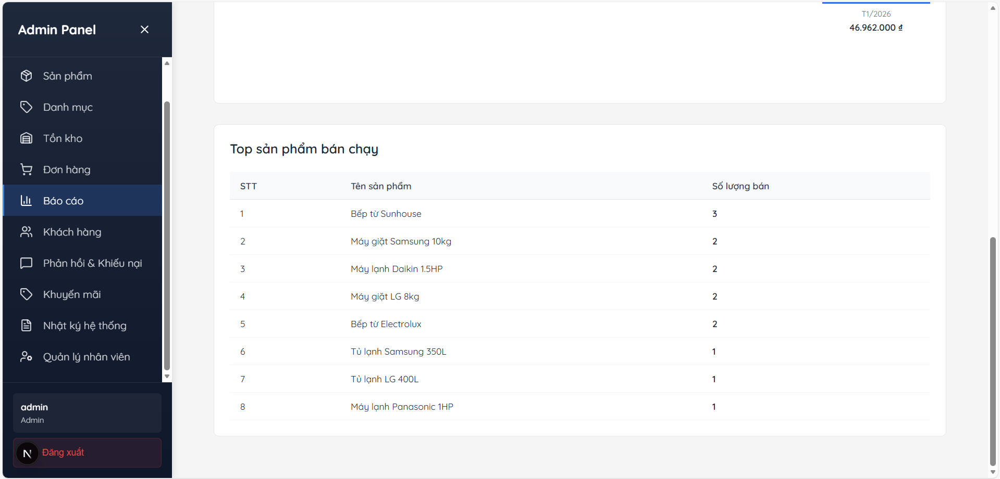 Admin Panel
Sản phẩm
Danh mục
Tồn kho
Đơn hàng
Báo cáo
Khách hàng
Phản hồi & Khiếu nại
Khuyến mãi
Nhật ký hệ thống
Quản lý nhân viên
admin
Admin
N Đăng xuất
T1/2026
46.962.000 ₫
Top sản phẩm bán chạy
STT Tên sản phẩm Số lượng bán
1 Bếp từ Sunhouse 3
2 Máy giặt Samsung 10kg 2
3 Máy lạnh Daikin 1.5HP 2
4 Máy giặt LG 8kg 2
5 Bếp từ Electrolux 2
6 Tủ lạnh Samsung 350L 1
7 Tủ lạnh LG 400L 1
8 Máy lạnh Panasonic 1HP 1